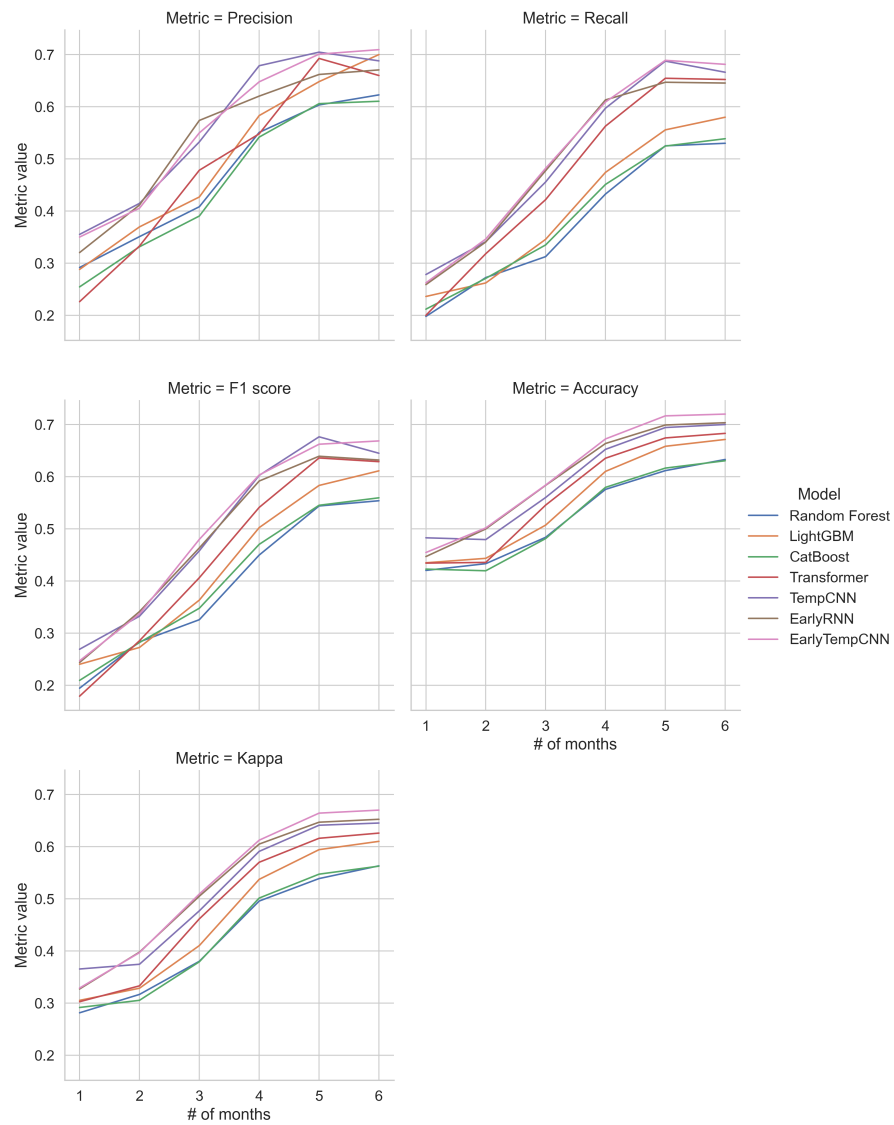 Metric = Precision
Metric = Recall
0.7
0.6
0.5
0.4
0.3
0.2
Metric value
Metric = F1 score
Metric = Accuracy
0.7
0.6
0.5
0.4
0.3
0.2
Metric value
1 2 3 4 5 6
# of months
Model
Random Forest
LightGBM
CatBoost
Transformer
TempCNN
EarlyRNN
EarlyTempCNN
Metric = Kappa
0.7
0.6
0.5
0.4
0.3
0.2
Metric value
1 2 3 4 5 6
# of months